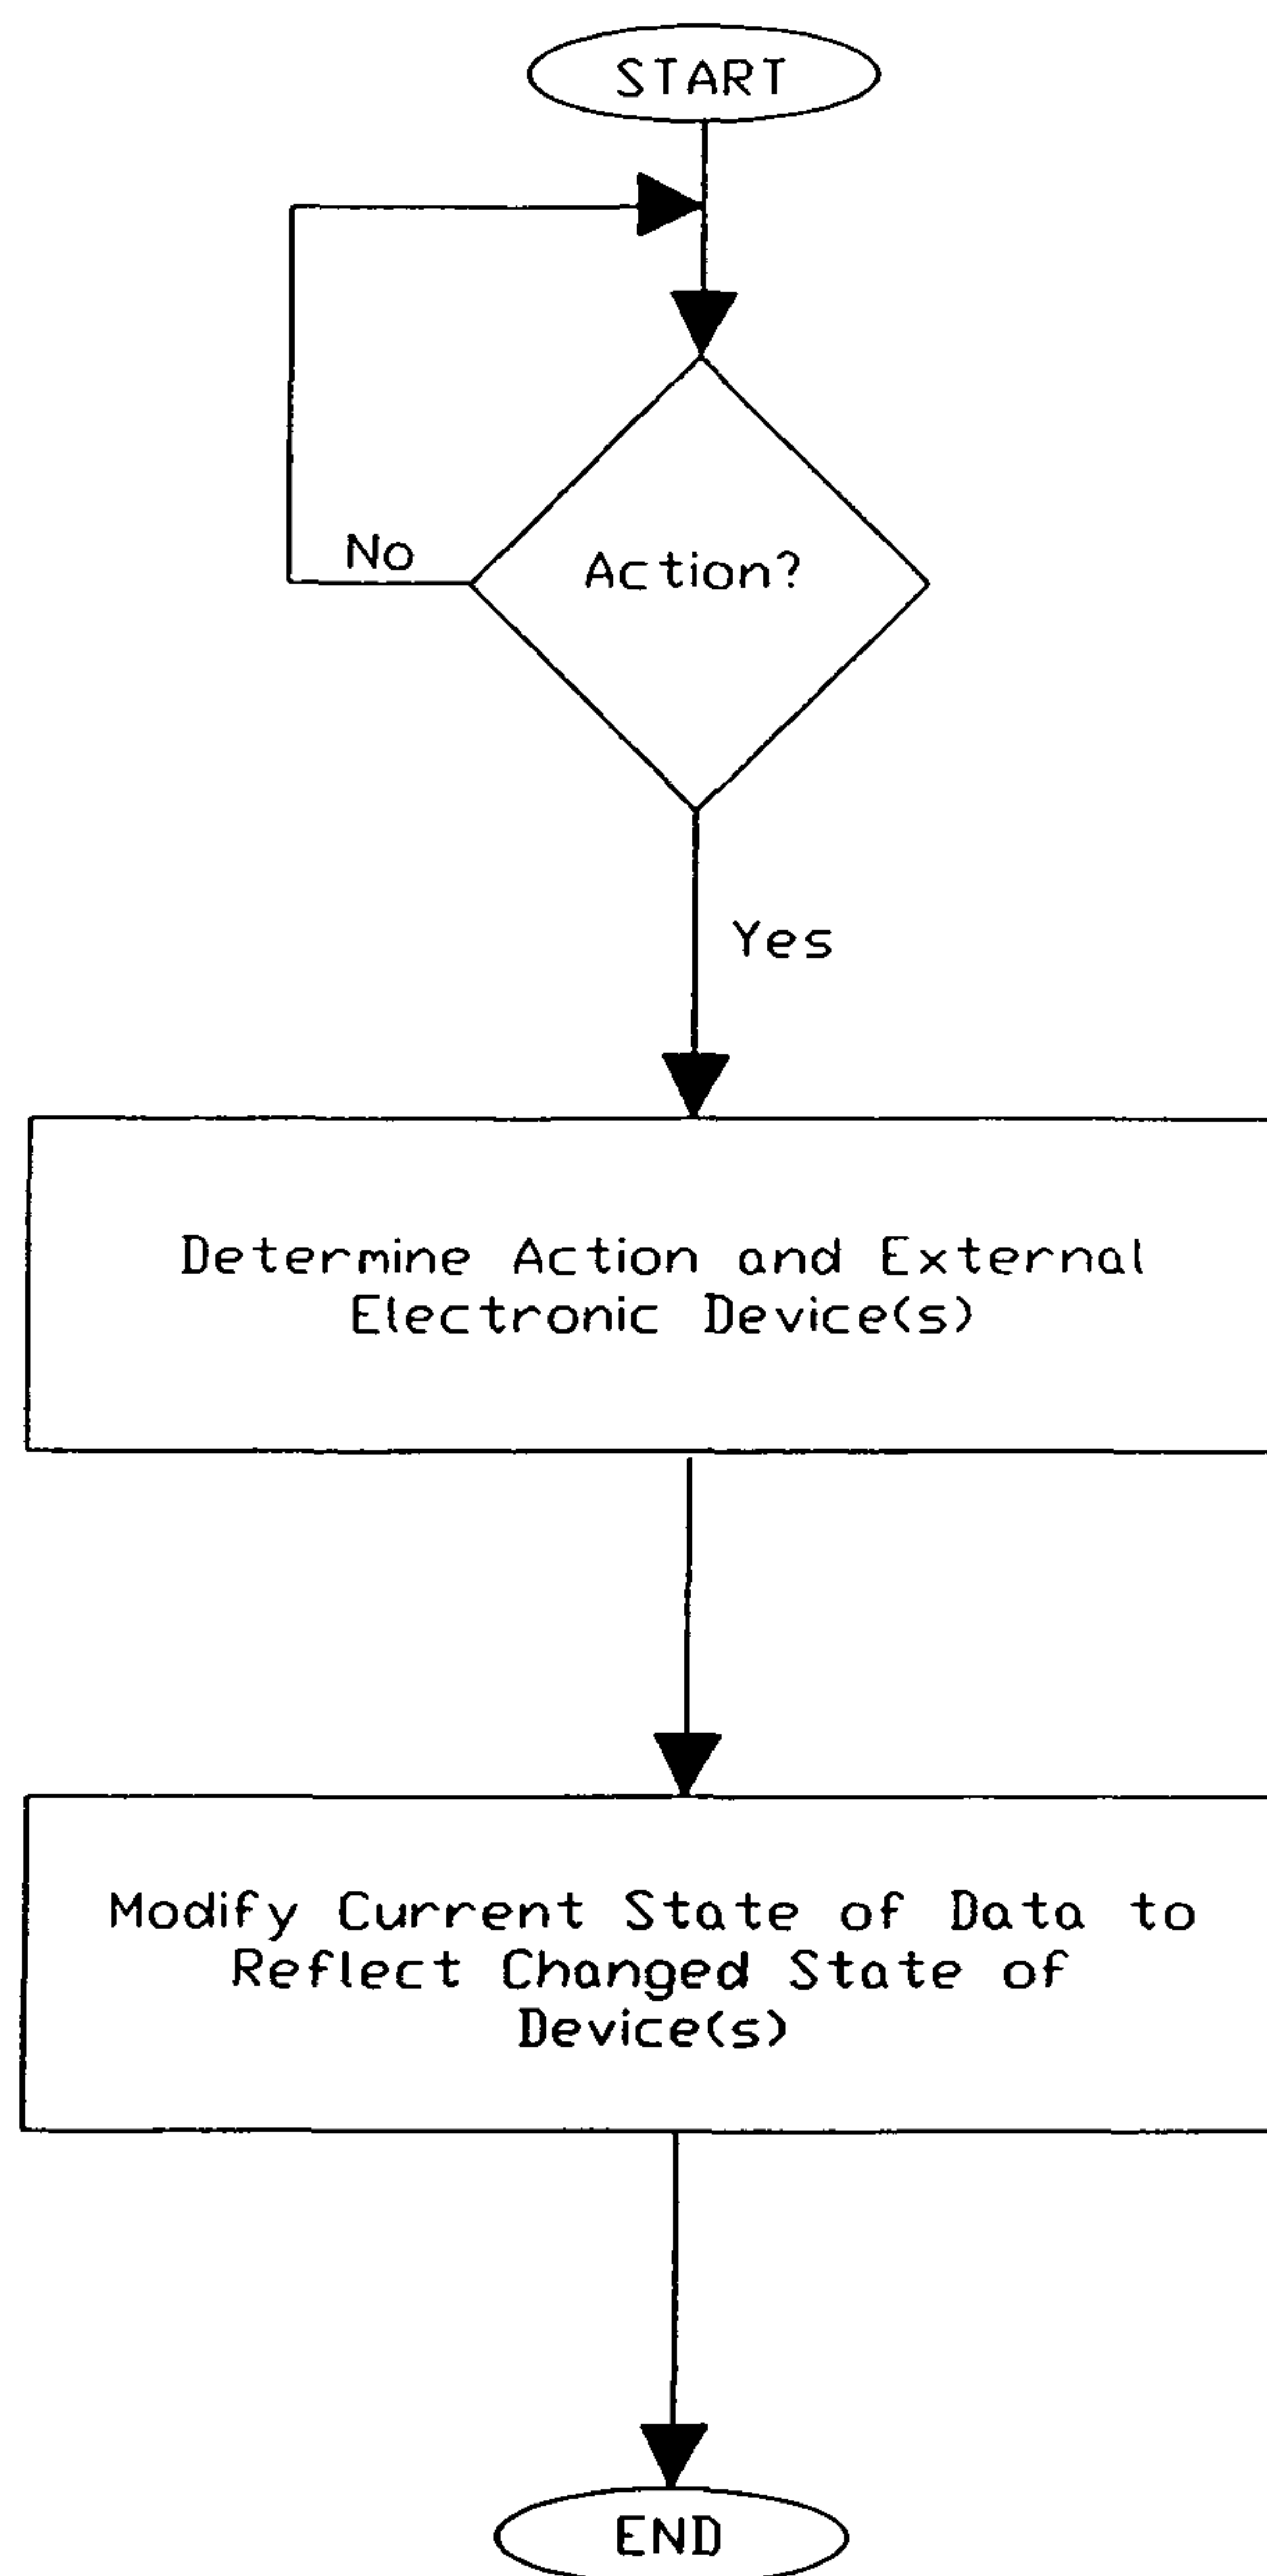 START
No
Action?
Yes
Determine Action and External
Electronic Device(s)
Modify Current State of Data to
Reflect Changed State of
Device(s)
END